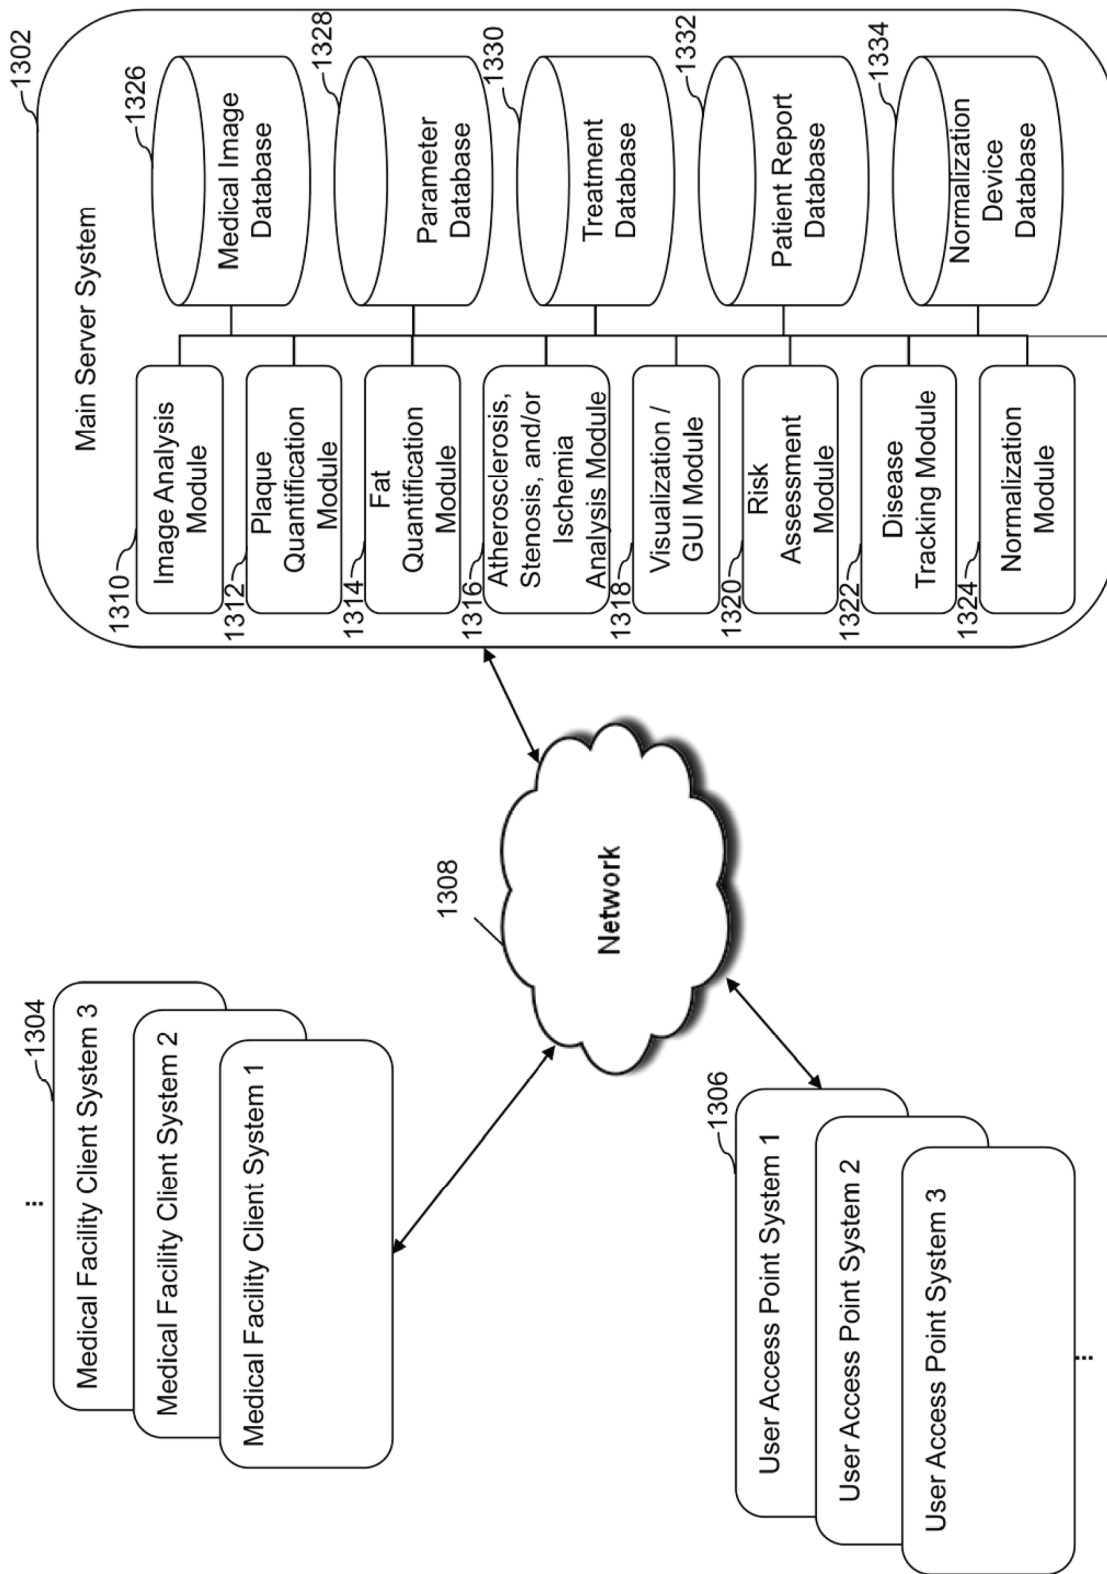 1302
Main Server System
1310
Image Analysis
Module
1312
Plaque
Quantification
Module
1314
Fat
Quantification
Module
1316
Atherosclerosis,
Stenosis, and/or
Ischemia
Analysis Module
1318
Visualization /
GUI Module
1320
Risk
Assessment
Module
1322
Disease
Tracking Module
1324
Normalization
Module
1326
Medical Image
Database
1328
Parameter
Database
1330
Treatment
Database
1332
Patient Report
Database
1334
Normalization
Device
Database
1308
Network
1304
...
Medical Facility Client System 3
Medical Facility Client System 2
Medical Facility Client System 1
1306
User Access Point System 1
User Access Point System 2
User Access Point System 3
...